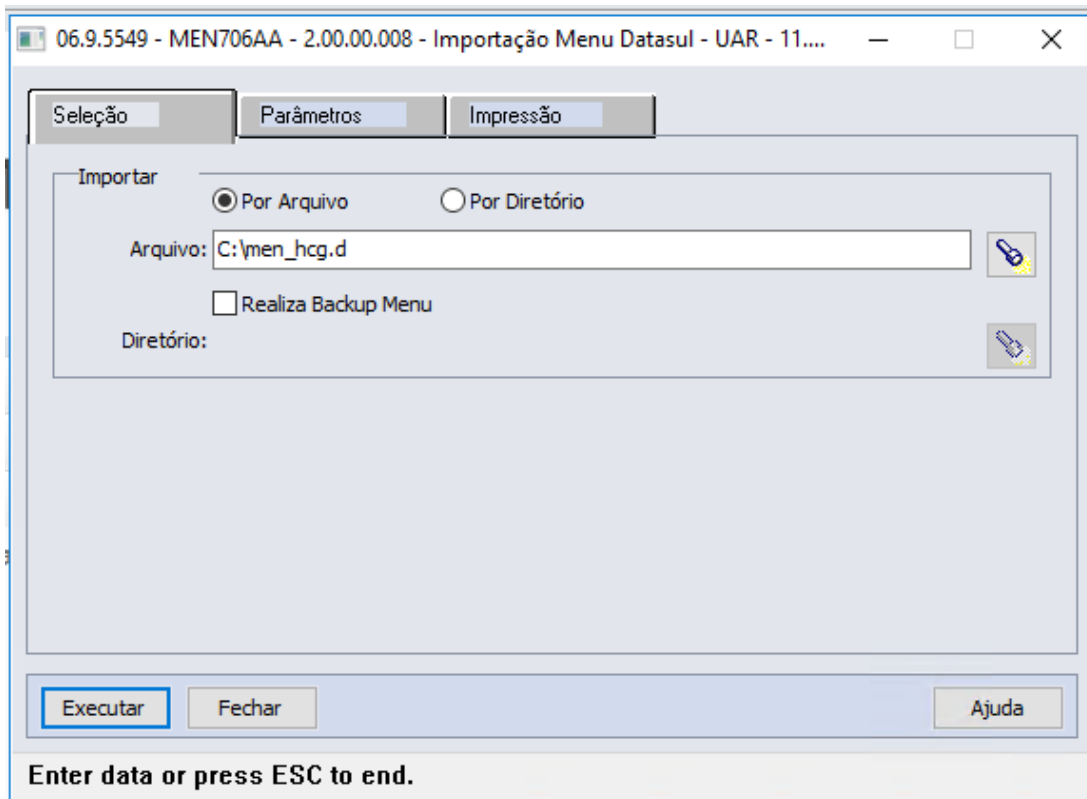 06.9.5549 - MEN706AA - 2.00.00.008 - Importação Menu Datasul - UAR - 11....
Seleção Parâmetros Impressão
Importar
Por Arquivo Por Diretório
Arquivo: C:\men_hcg.d
Realiza Backup Menu
Diretório:
Executar Fechar Ajuda
Enter data or press ESC to end.